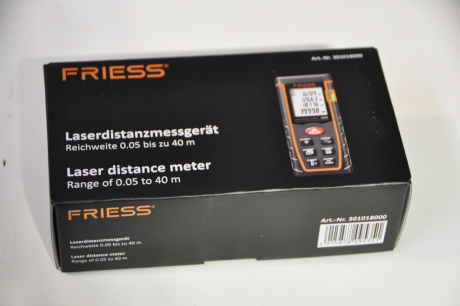 FRIESS®
Art.-Nr. 301018000
Laserdistanzmessgerät
Reichweite 0.05 bis zu 40 m
Laser distance meter
Range of 0.05 to 40 m
FRIESS®
Art.-Nr. 301018000
Laserdistanzmessgerät
Reichweite 0.05 bis zu 40 m
Laser distance meter
Range of 0.05 to 40 m